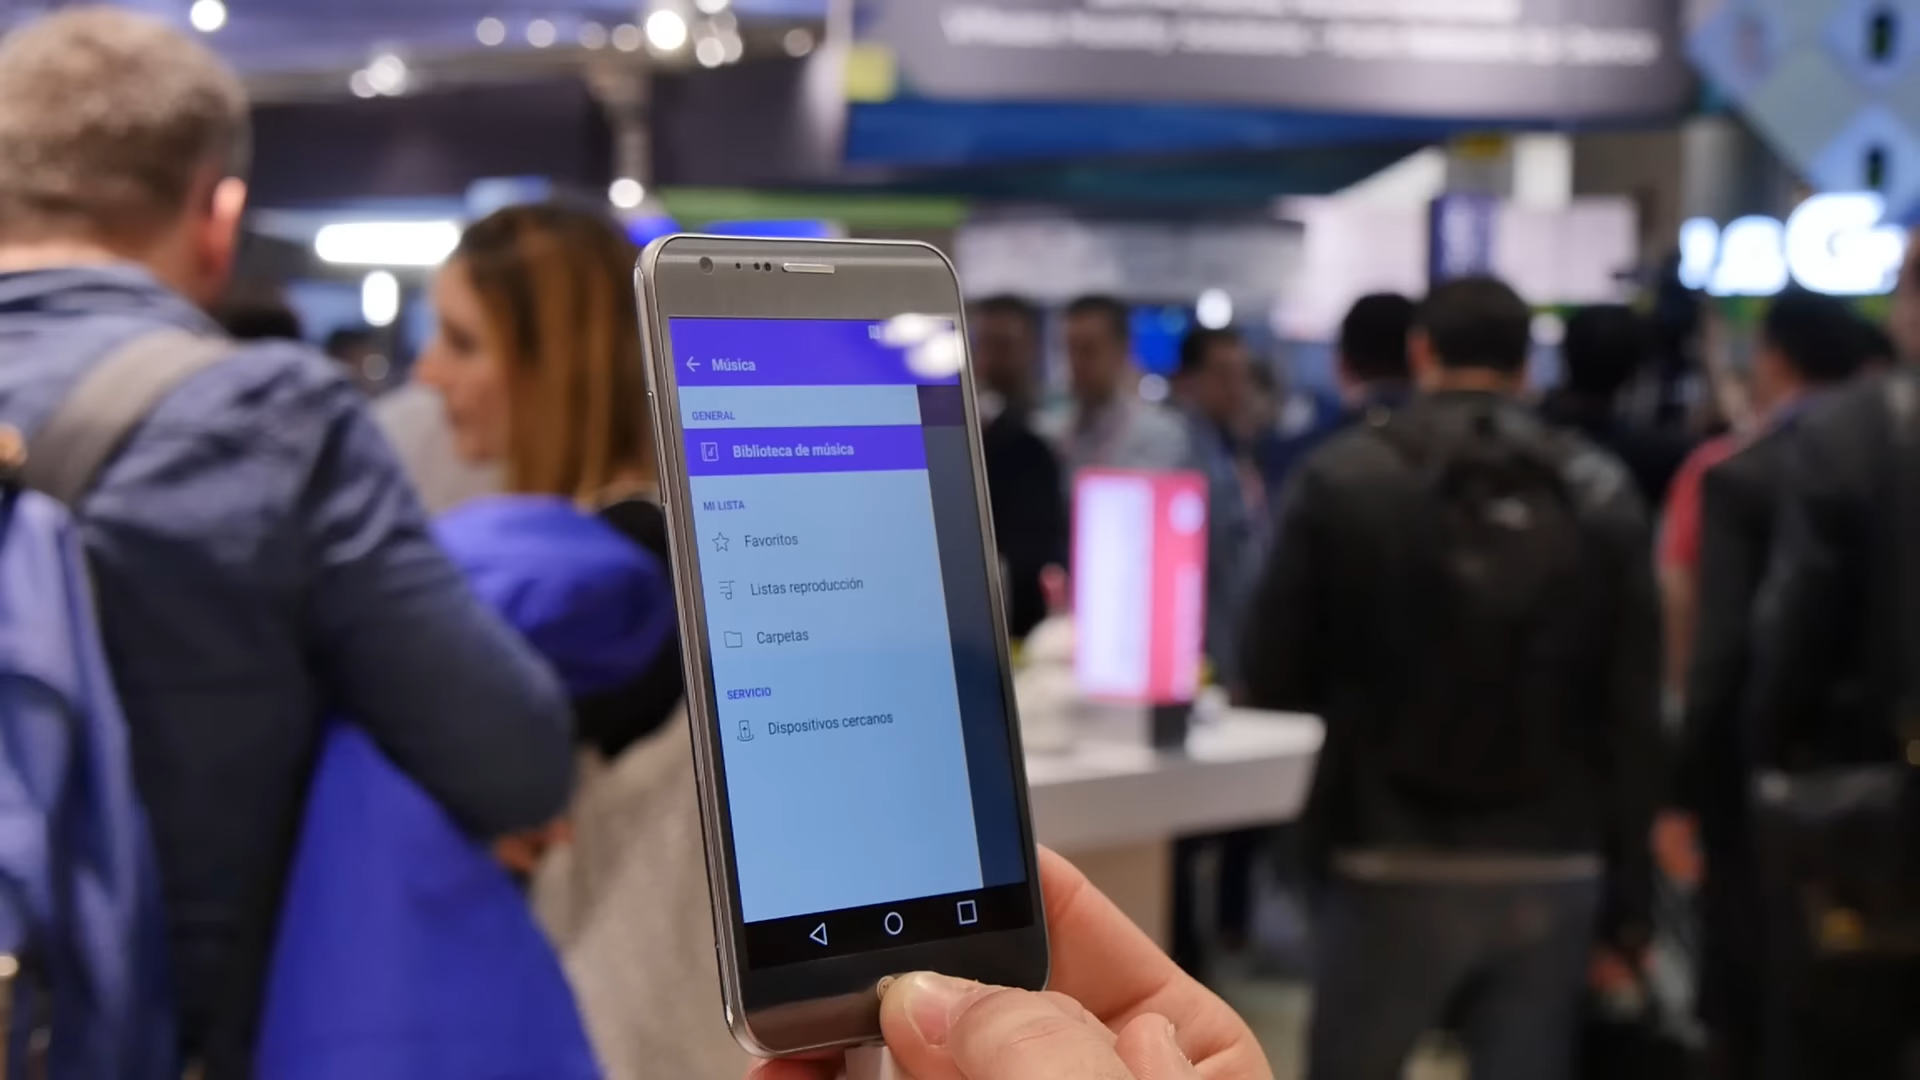 Música
GENERAL
Biblioteca de música
MI LISTA
Favoritos
Listas reproducción
Carpetas
SERVICIO
Dispositivos cercanos